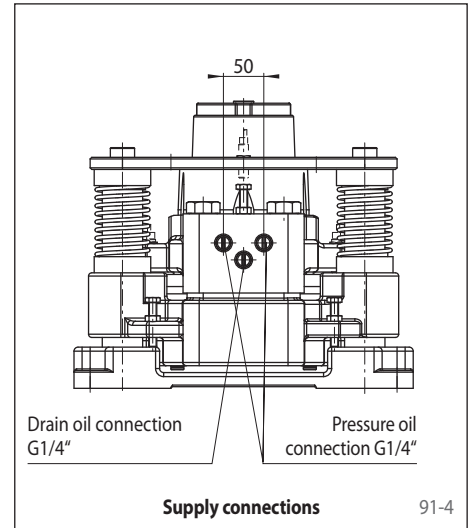 50
Drain oil connection
G1/4“
Pressure oil
connection G1/4“
Supply connections
91-4